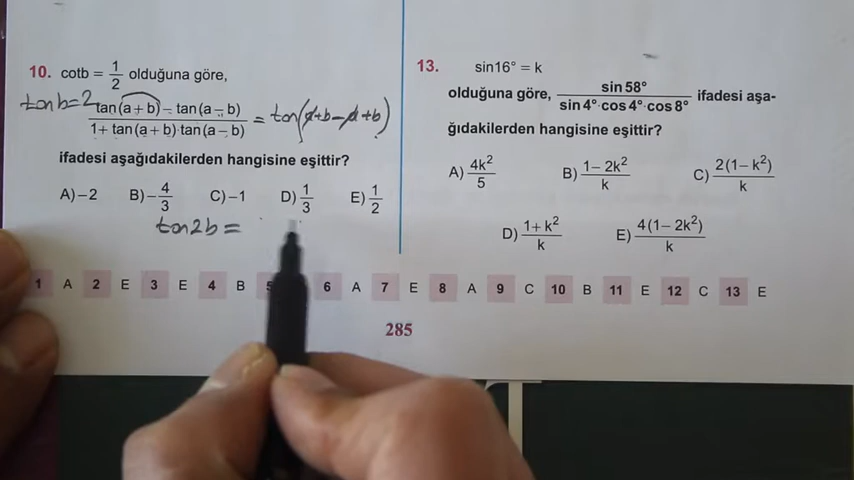 10. cotb = 1/2 olduğuna göre,
tanb=2
tan(a+b) – tan(a–b) / 1 + tan(a+b)·tan(a–b) = tan(a+b-a+b)
ifadesi aşağıdakilerden hangisine eşittir?
A) –2 B) –4/3 C) –1 D) 1/3 E) 1/2
tan2b =
13. sin16° = k
olduğuna göre, sin 58° / sin 4°·cos 4°·cos 8° ifadesi aşa-
ğıdakilerden hangisine eşittir?
A) 4k²/5 B) 1–2k²/k C) 2(1–k²)/k
D) 1+k²/k E) 4(1–2k²)/k
1 A 2 E 3 E 4 B 5 6 A 7 E 8 A 9 C 10 B 11 E 12 C 13 E
285